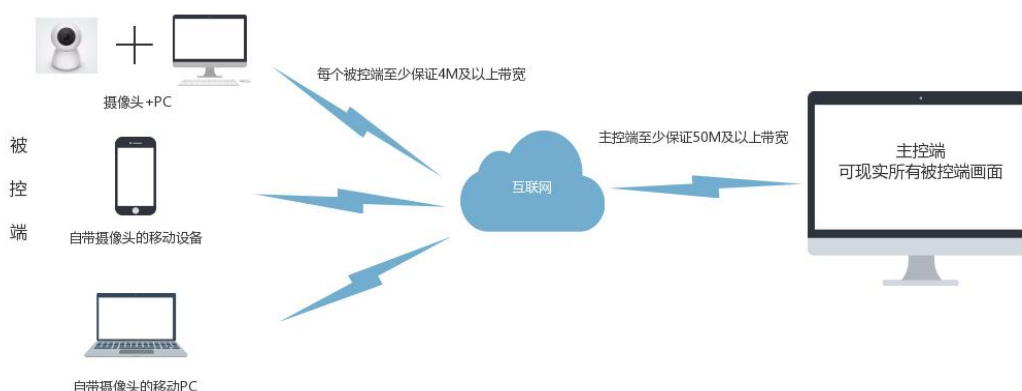 每个被控端至少保证4M及以上带宽
摄像头+PC
主控端至少保证50M及以上带宽
被
控
端
主控端
可现实所有被控端画面
互联网
自带摄像头的移动设备
自带摄像头的移动PC